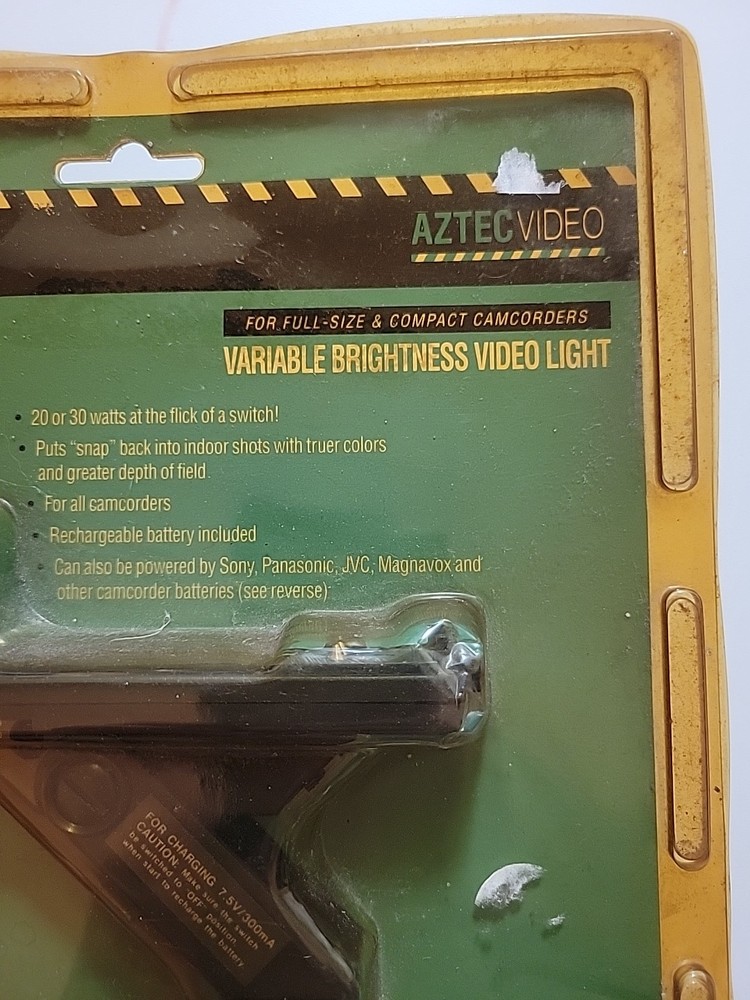 AZTECVIDEO
FOR FULL-SIZE & COMPACT CAMCORDERS
VARIABLE BRIGHTNESS VIDEO LIGHT
• 20 or 30 watts at the flick of a switch!
• Puts "snap" back into indoor shots with truer colors
and greater depth of field.
• For all camcorders
• Rechargeable battery included
• Can also be powered by Sony, Panasonic, JVC, Magnavox and
other camcorder batteries (see reverse)
FOR CHARGING 7.5V/300mA
CAUTION: Make sure the switch
be switched to "OFF" position
when start to recharge the battery